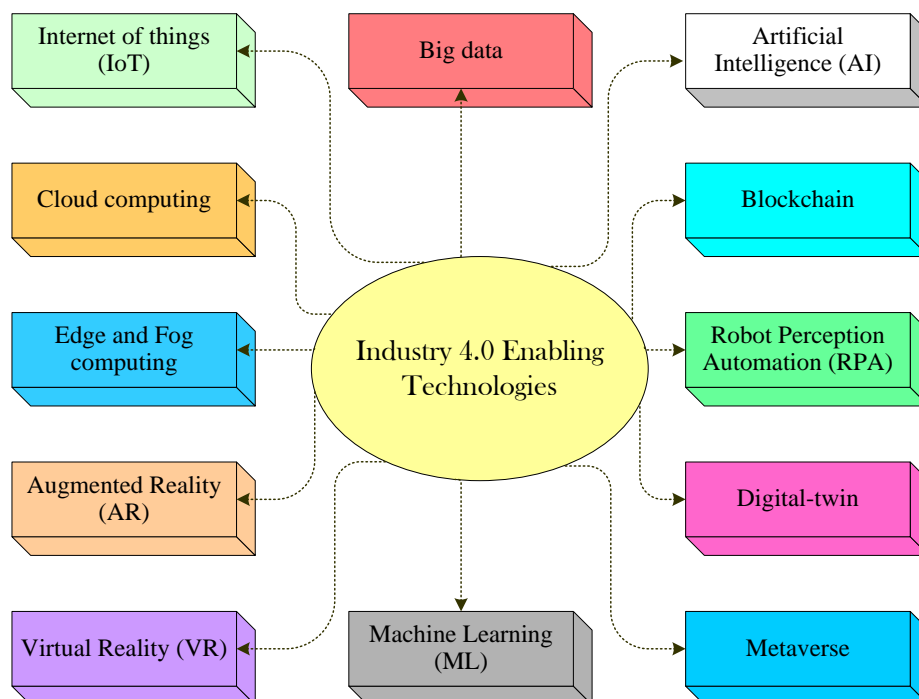 Internet of things
(IoT)
Big data
Artificial
Intelligence (AI)
Cloud computing
Blockchain
Edge and Fog
computing
Industry 4.0 Enabling
Technologies
Robot Perception
Automation (RPA)
Augmented Reality
(AR)
Digital-twin
Virtual Reality (VR)
Machine Learning
(ML)
Metaverse